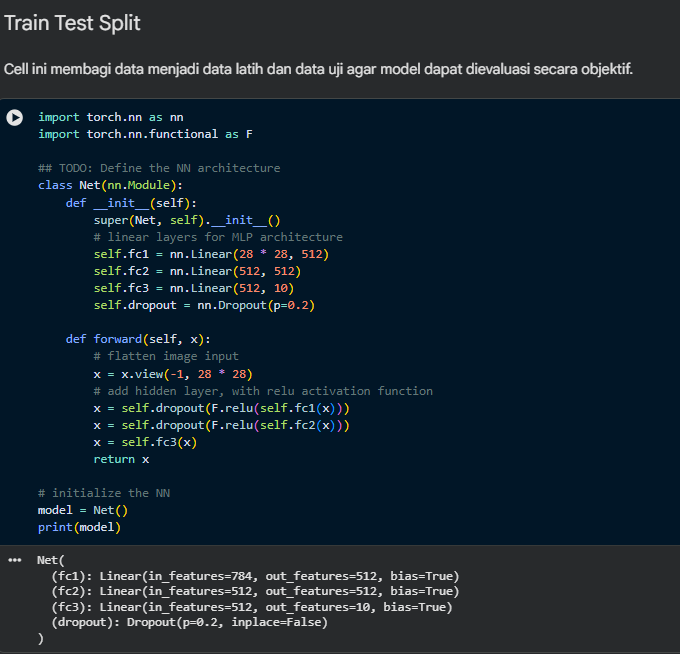 Train Test Split
Cell ini membagi data menjadi data latih dan data uji agar model dapat dievaluasi secara objektif.
import torch.nn as nn
import torch.nn.functional as F
## TODO: Define the NN architecture
class Net(nn.Module):
    def __init__(self):
        super(Net, self).__init__()
        # linear layers for MLP architecture
        self.fc1 = nn.Linear(28 * 28, 512)
        self.fc2 = nn.Linear(512, 512)
        self.fc3 = nn.Linear(512, 10)
        self.dropout = nn.Dropout(p=0.2)
    def forward(self, x):
        # flatten image input
        x = x.view(-1, 28 * 28)
        # add hidden layer, with relu activation function
        x = self.dropout(F.relu(self.fc1(x)))
        x = self.dropout(F.relu(self.fc2(x)))
        x = self.fc3(x)
        return x
# initialize the NN
model = Net()
print(model)
Net(
  (fc1): Linear(in_features=784, out_features=512, bias=True)
  (fc2): Linear(in_features=512, out_features=512, bias=True)
  (fc3): Linear(in_features=512, out_features=10, bias=True)
  (dropout): Dropout(p=0.2, inplace=False)
)